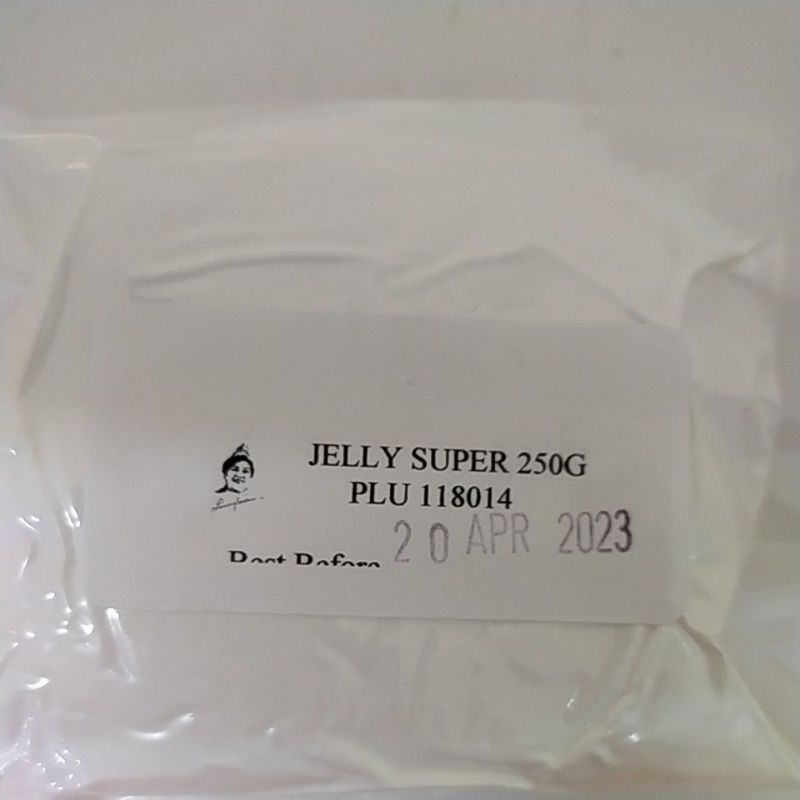 JELLY SUPER 250G
PLU 118014
Best Before 20 APR 2023